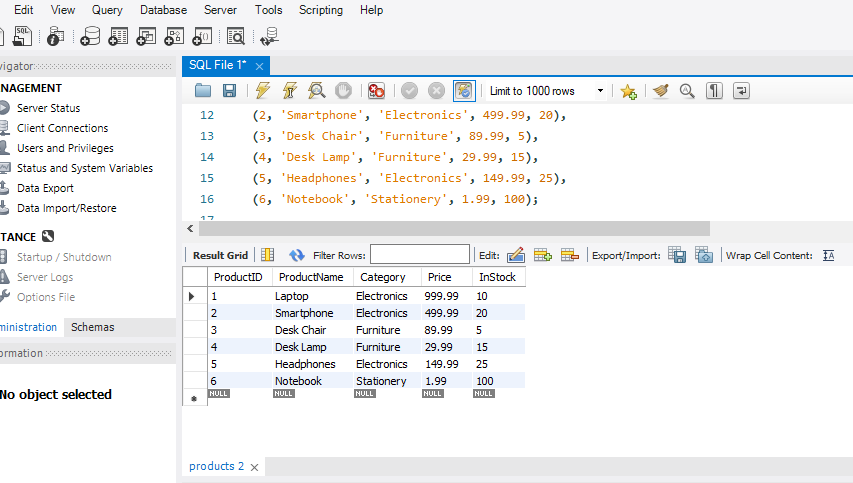 Edit View Query Database Server Tools Scripting Help
SQL File 1*
Limit to 1000 rows
Server Status
Client Connections
Users and Privileges
Status and System Variables
Data Export
Data Import/Restore
Startup / Shutdown
Server Logs
Options File
Schemas
No object selected
12 (2, 'Smartphone', 'Electronics', 499.99, 20),
13 (3, 'Desk Chair', 'Furniture', 89.99, 5),
14 (4, 'Desk Lamp', 'Furniture', 29.99, 15),
15 (5, 'Headphones', 'Electronics', 149.99, 25),
16 (6, 'Notebook', 'Stationery', 1.99, 100);
17
Result Grid Filter Rows: Edit: Export/Import: Wrap Cell Content: IA
ProductID ProductName Category Price InStock
1 Laptop Electronics 999.99 10
2 Smartphone Electronics 499.99 20
3 Desk Chair Furniture 89.99 5
4 Desk Lamp Furniture 29.99 15
5 Headphones Electronics 149.99 25
6 Notebook Stationery 1.99 100
NULL NULL NULL NULL NULL
products 2